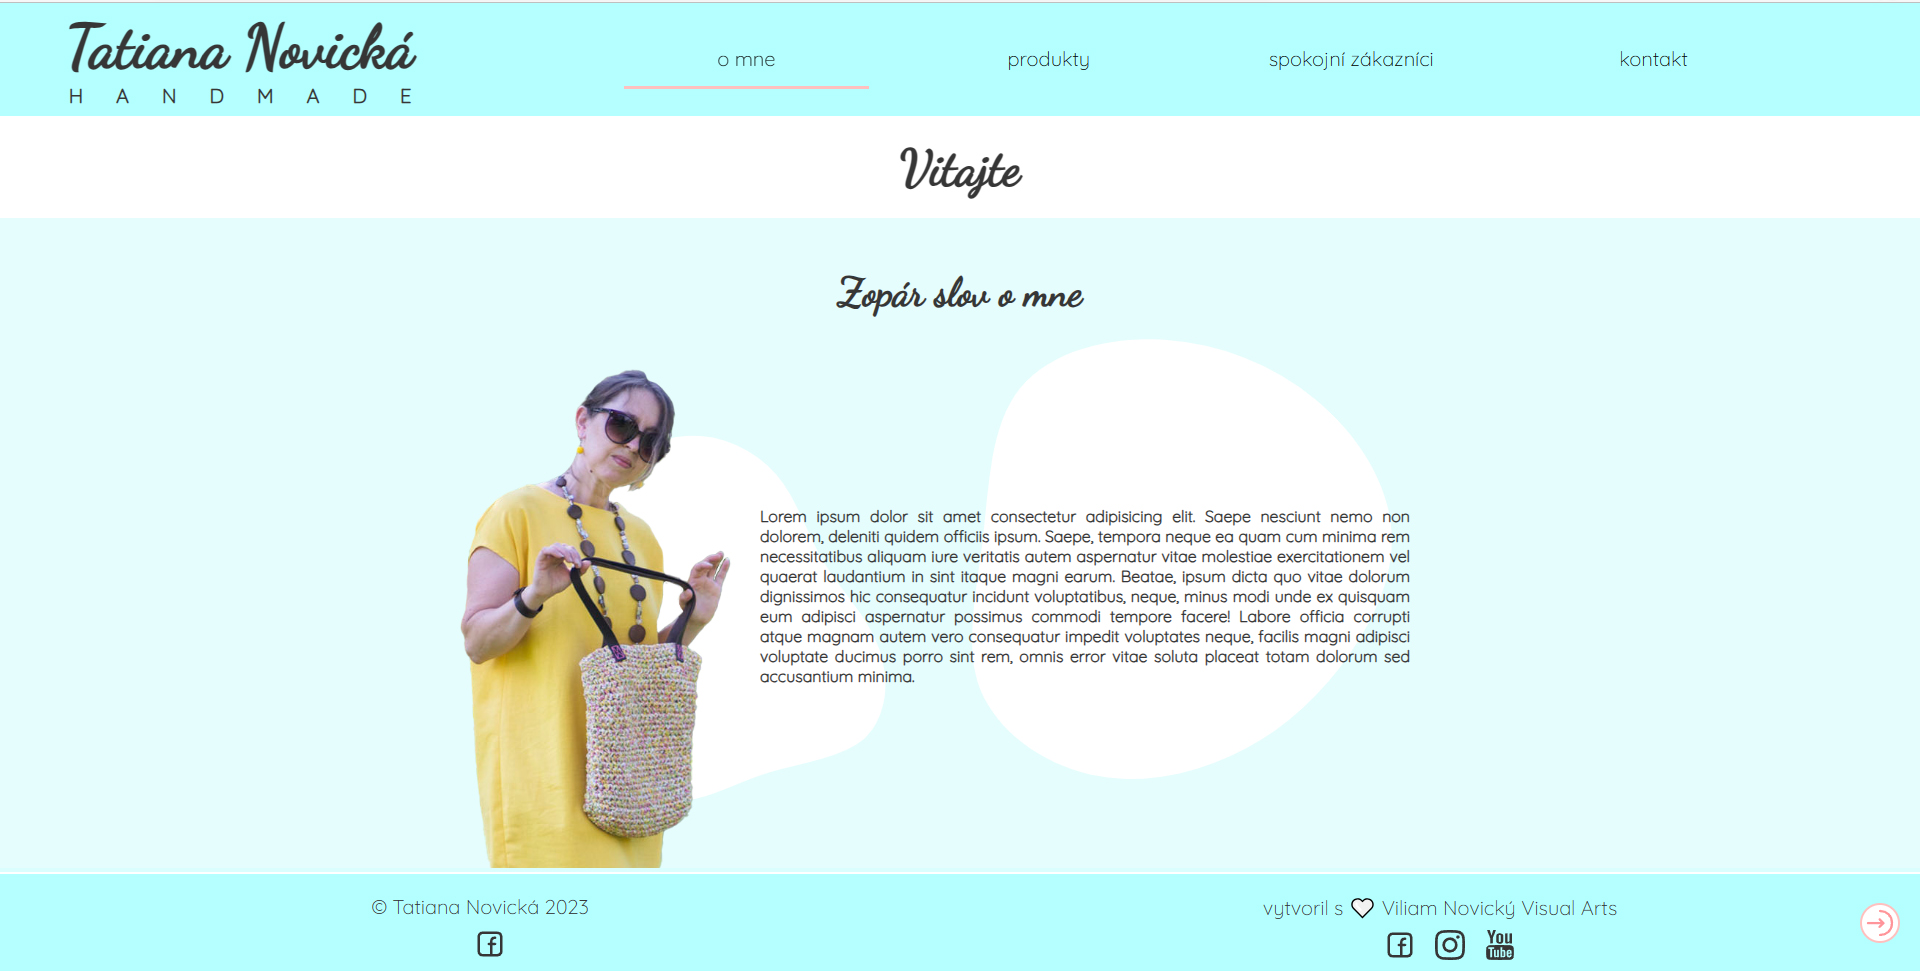 Tatiana Novická
HANDMADE
o mne
produkty
spokojní zákazníci
kontakt
Vitajte
Zopár slov o mne
Lorem ipsum dolor sit amet consectetur adipisicing elit. Saepe nesciunt nemo non
dolorem, deleniti quidem officiis ipsum. Saepe, tempora neque ea quam cum minima rem
necessitatibus aliquam iure veritatis autem aspernatur vitae molestiae exercitationem vel
quaerat laudantium in sint itaque magni earum. Beatae, ipsum dicta quo vitae dolorum
dignissimos hic consequatur incidunt voluptatibus, neque, minus modi unde ex quisquam
eum adipisci aspernatur possimus commodi tempore facere! Labore officia corrupti
atque magnam autem vero consequatur impedit voluptates neque, facilis magni adipisci
voluptate ducimus porro sint rem, omnis error vitae soluta placeat totam dolorum sed
accusantium minima.
© Tatiana Novická 2023
vytvoril s Viliam Novický Visual Arts
You
Tube